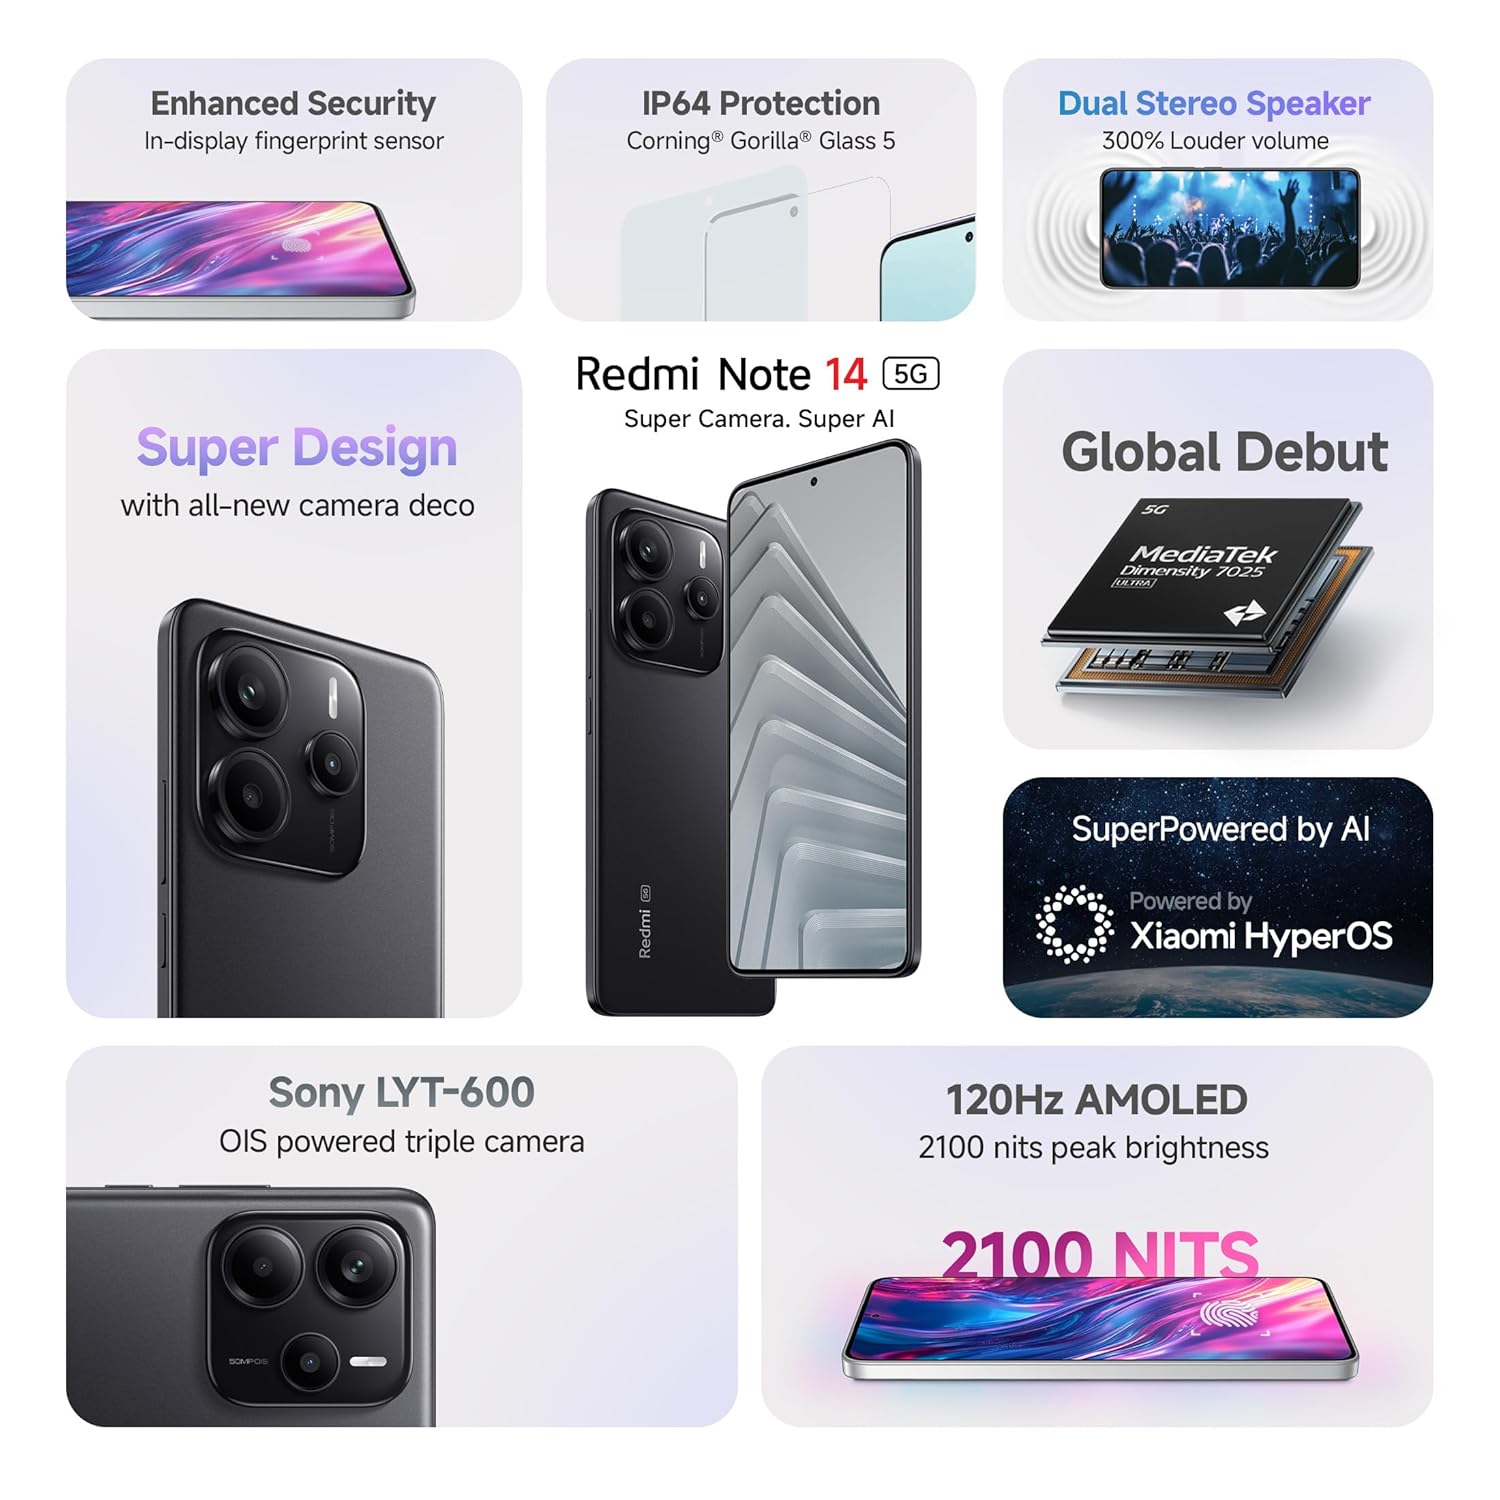 Enhanced Security
In-display fingerprint sensor
IP64 Protection
Corning® Gorilla® Glass 5
Dual Stereo Speaker
300% Louder volume
Super Design
with all-new camera deco
50MP OIS
Redmi Note 14 5G
Super Camera. Super AI
50MP OIS
Redmi 5G
Global Debut
5G
MediaTek
Dimensity 7025
ULTRA
SuperPowered by AI
Powered by
Xiaomi HyperOS
Sony LYT-600
OIS powered triple camera
50MP OIS
120Hz AMOLED
2100 nits peak brightness
2100 NITS